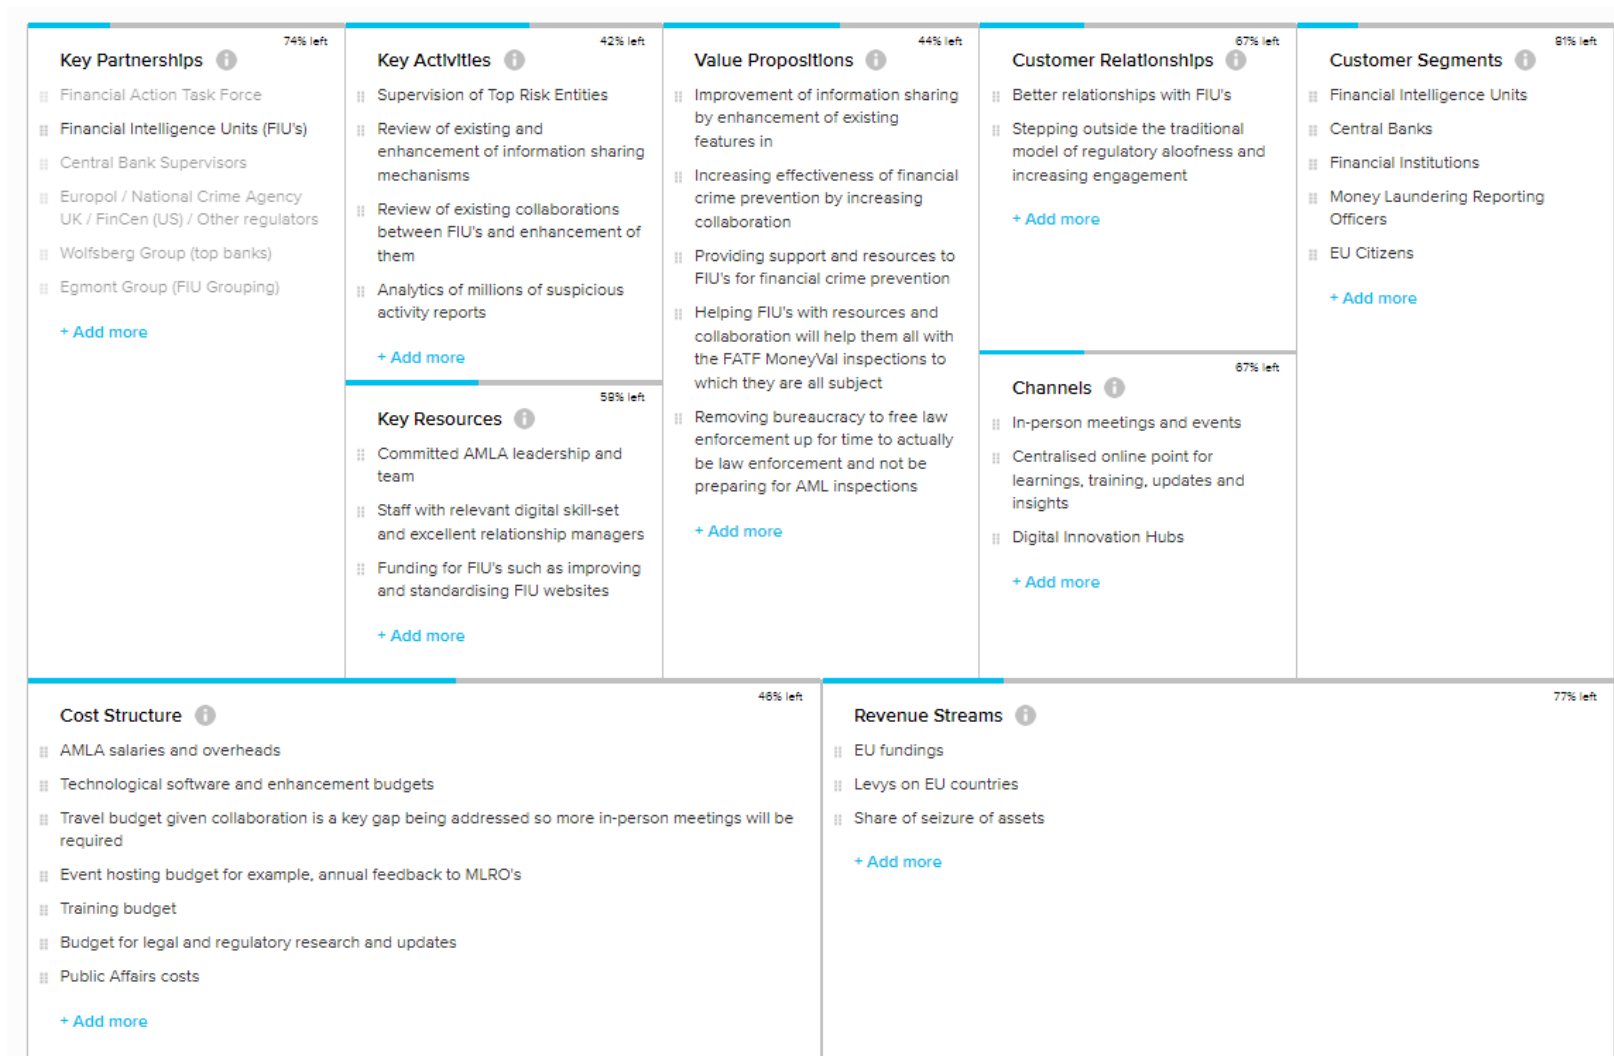 74% left
Key Partnerships
Financial Action Task Force
Financial Intelligence Units (FIU's)
Central Bank Supervisors
Europol / National Crime Agency
UK / FinCen (US) / Other regulators
Wolfsberg Group (top banks)
Egmont Group (FIU Grouping)
+ Add more
42% left
Key Activities
Supervision of Top Risk Entities
Review of existing and
enhancement of information sharing
mechanisms
Review of existing collaborations
between FIU's and enhancement of
them
Analytics of millions of suspicious
activity reports
+ Add more
59% left
Key Resources
Committed AMLA leadership and
team
Staff with relevant digital skill-set
and excellent relationship managers
Funding for FIU's such as improving
and standardising FIU websites
+ Add more
44% left
Value Propositions
Improvement of information sharing
by enhancement of existing
features in
Increasing effectiveness of financial
crime prevention by increasing
collaboration
Providing support and resources to
FIU's for financial crime prevention
Helping FIU's with resources and
collaboration will help them all with
the FATF MoneyVal inspections to
which they are all subject
Removing bureaucracy to free law
enforcement up for time to actually
be law enforcement and not be
preparing for AML inspections
+ Add more
67% left
Customer Relationships
Better relationships with FIU's
Stepping outside the traditional
model of regulatory aloofness and
increasing engagement
+ Add more
67% left
Channels
In-person meetings and events
Centralised online point for
learnings, training, updates and
insights
Digital Innovation Hubs
+ Add more
81% left
Customer Segments
Financial Intelligence Units
Central Banks
Financial Institutions
Money Laundering Reporting
Officers
EU Citizens
+ Add more
46% left
Cost Structure
AMLA salaries and overheads
Technological software and enhancement budgets
Travel budget given collaboration is a key gap being addressed so more in-person meetings will be
required
Event hosting budget for example, annual feedback to MLRO's
Training budget
Budget for legal and regulatory research and updates
Public Affairs costs
+ Add more
77% left
Revenue Streams
EU fundings
Levys on EU countries
Share of seizure of assets
+ Add more